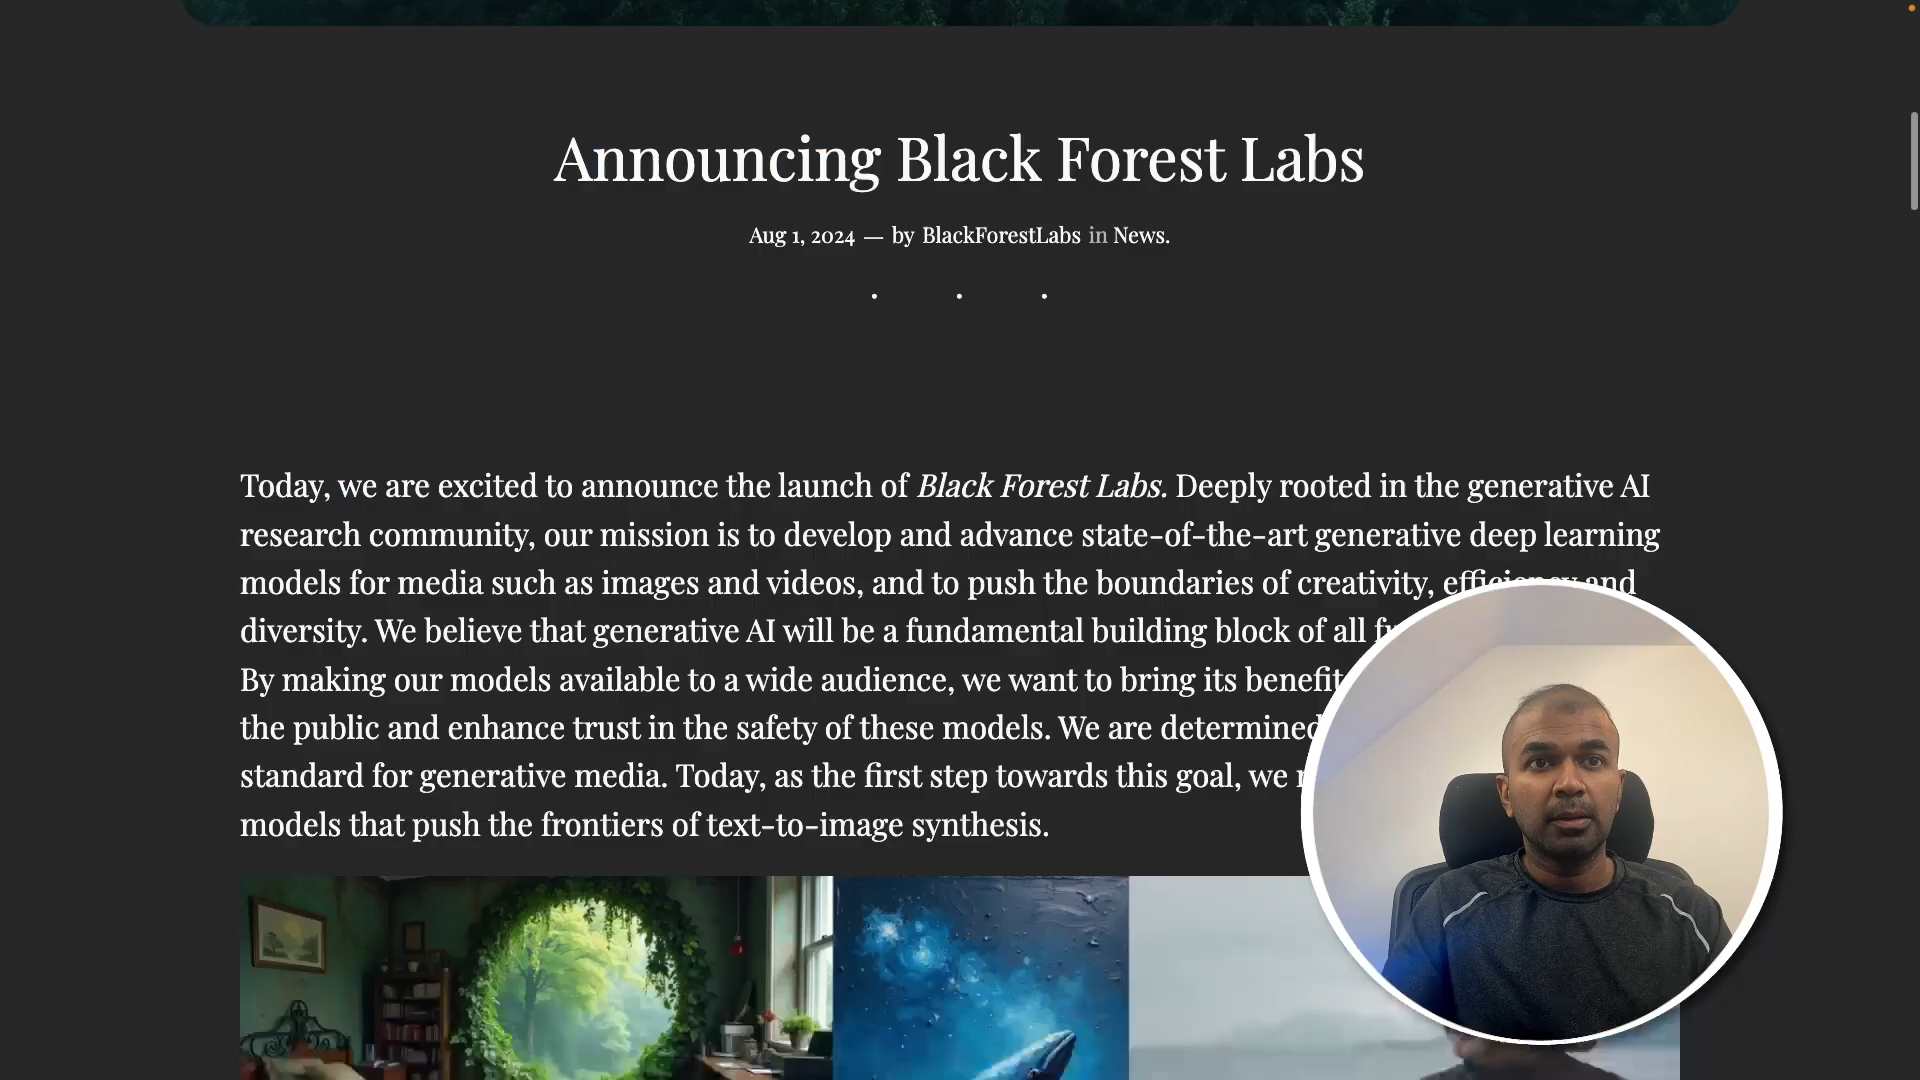 Announcing Black Forest Labs
Aug 1, 2024 — by BlackForestLabs in News.
Today, we are excited to announce the launch of Black Forest Labs. Deeply rooted in the generative AI
research community, our mission is to develop and advance state-of-the-art generative deep learning
models for media such as images and videos, and to push the boundaries of creativity, efficiency and
diversity. We believe that generative AI will be a fundamental building block of all
By making our models available to a wide audience, we want to bring its
the public and enhance trust in the safety of these models. We are determined
standard for generative media. Today, as the first step towards this goal, we
models that push the frontiers of text-to-image synthesis.